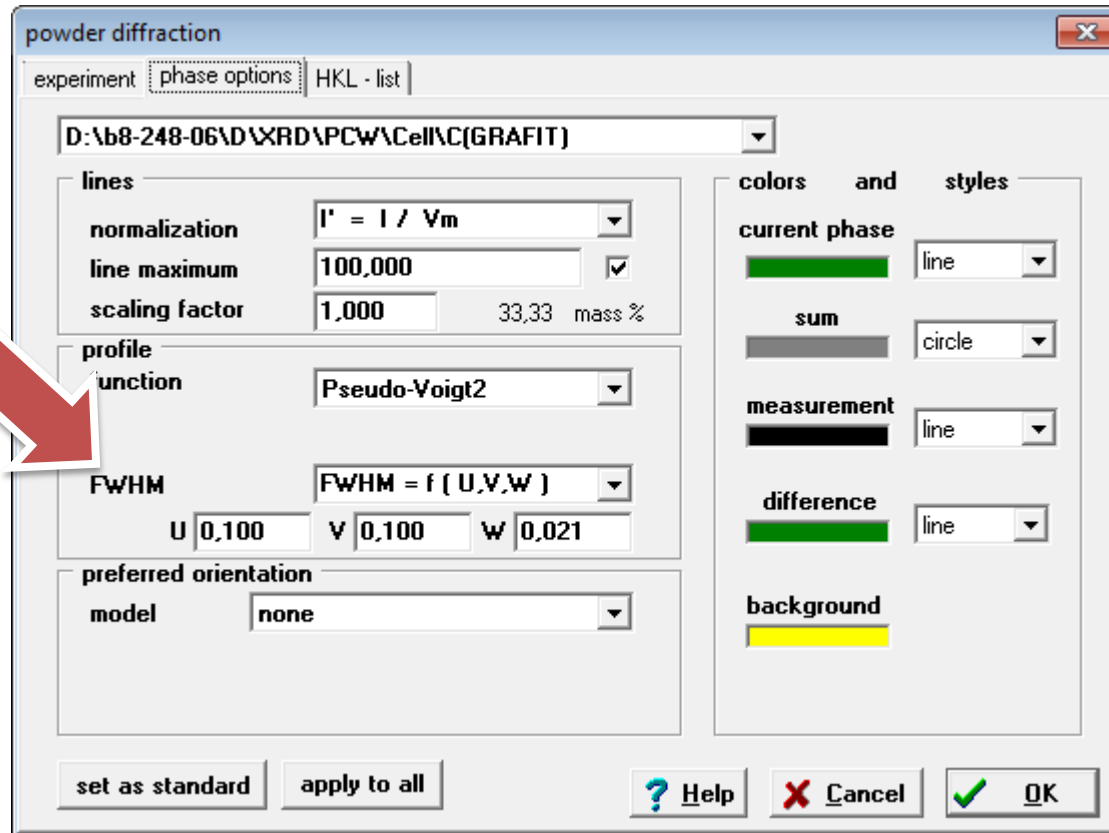 powder diffraction
experiment phase options HKL - list
D:\b8-248-06\D\XRD\PCW\Cell\C(GRAFIT)
lines
normalization I' = I / Vm
line maximum 100,000
scaling factor 1,000 33,33 mass %
profile
function Pseudo-Voigt2
FWHM FWHM = f ( U,V,W )
U 0,100 V 0,100 W 0,021
preferred orientation
model none
colors and styles
current phase line
sum circle
measurement line
difference line
background
set as standard apply to all ? Help Cancel OK